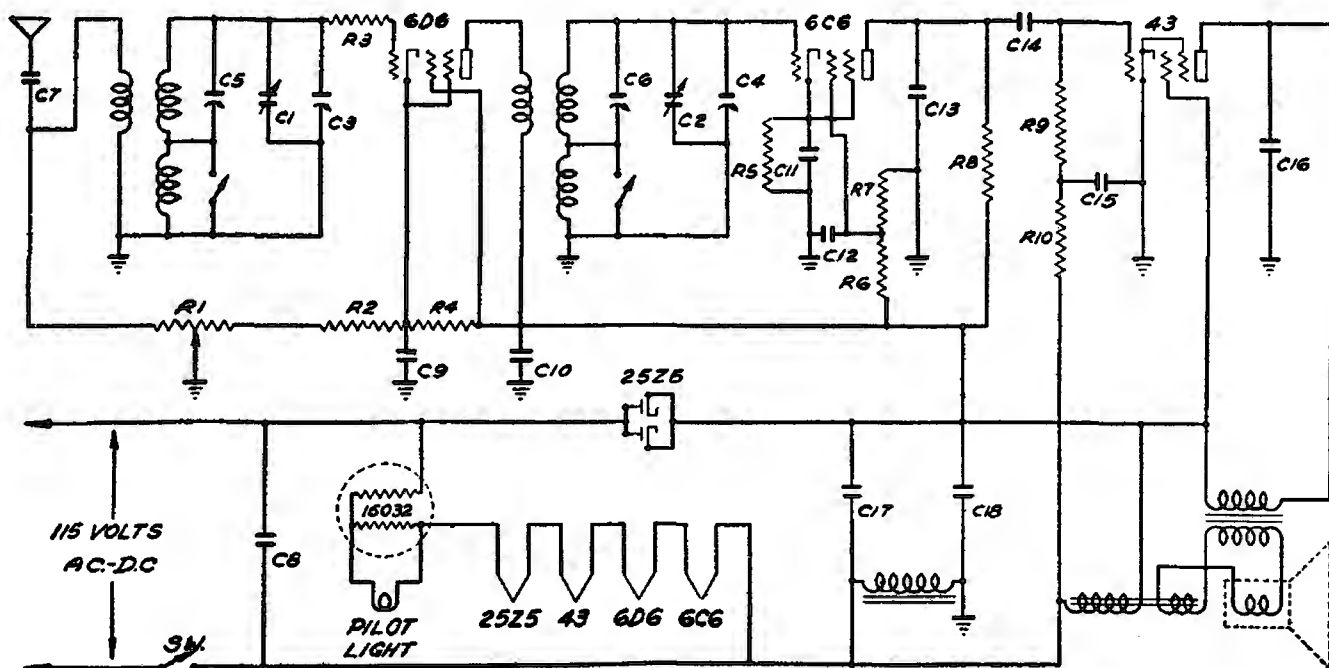 6D6
6C6
43
R3
C14
C7
C5
C1
C3
C6
C2
C4
C13
R8
R9
C16
R5
C11
R7
C15
C12
R10
R6
R1
R2
R4
C9
C10
25Z5
115 VOLTS
AC-D.C
C8
16032
PILOT
LIGHT
25Z5
43
6D6
6C6
C17
C18
SW.